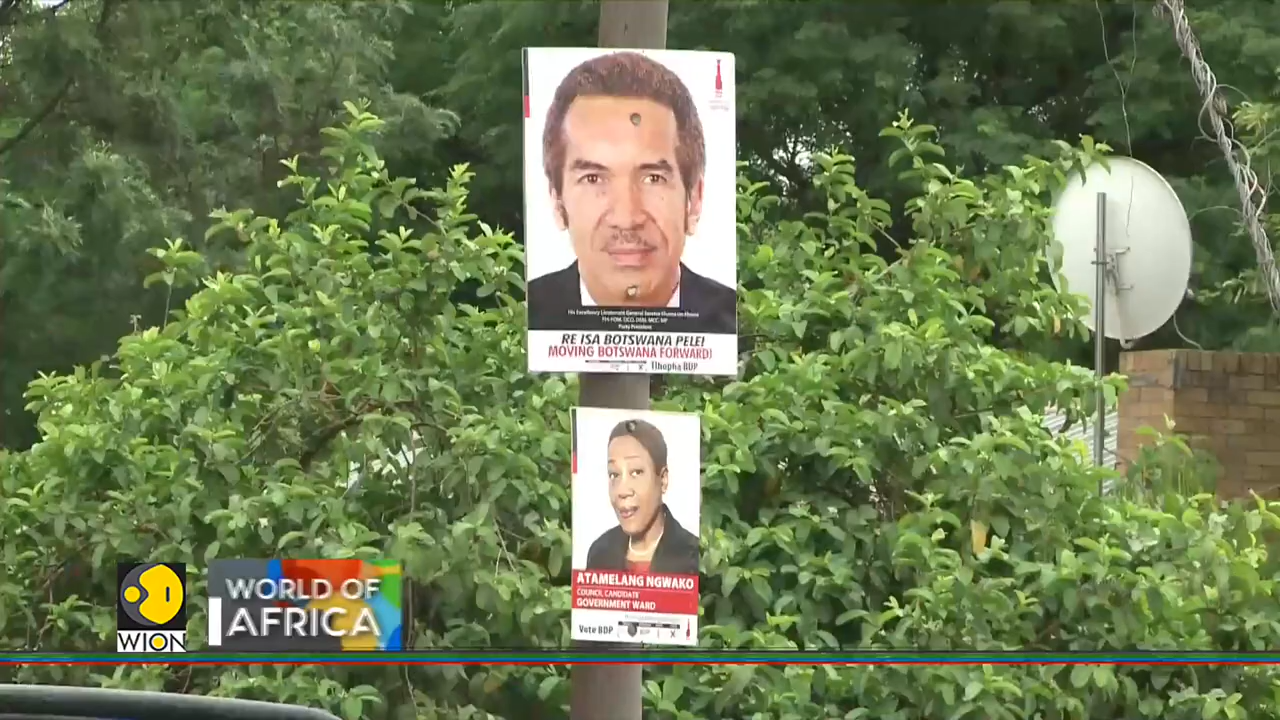 His Excellency Lieutenant General Seretse Khama Ian Khama
Party President
RE ISA BOTSWANA PELE!
MOVING BOTSWANA FORWARD!
Tlhopha BDP
ATAMELANG NGWAKO
COUNCIL CANDIDATE
GOVERNMENT WARD
Vote BDP
BDP
X
WORLD OF
AFRICA
WION